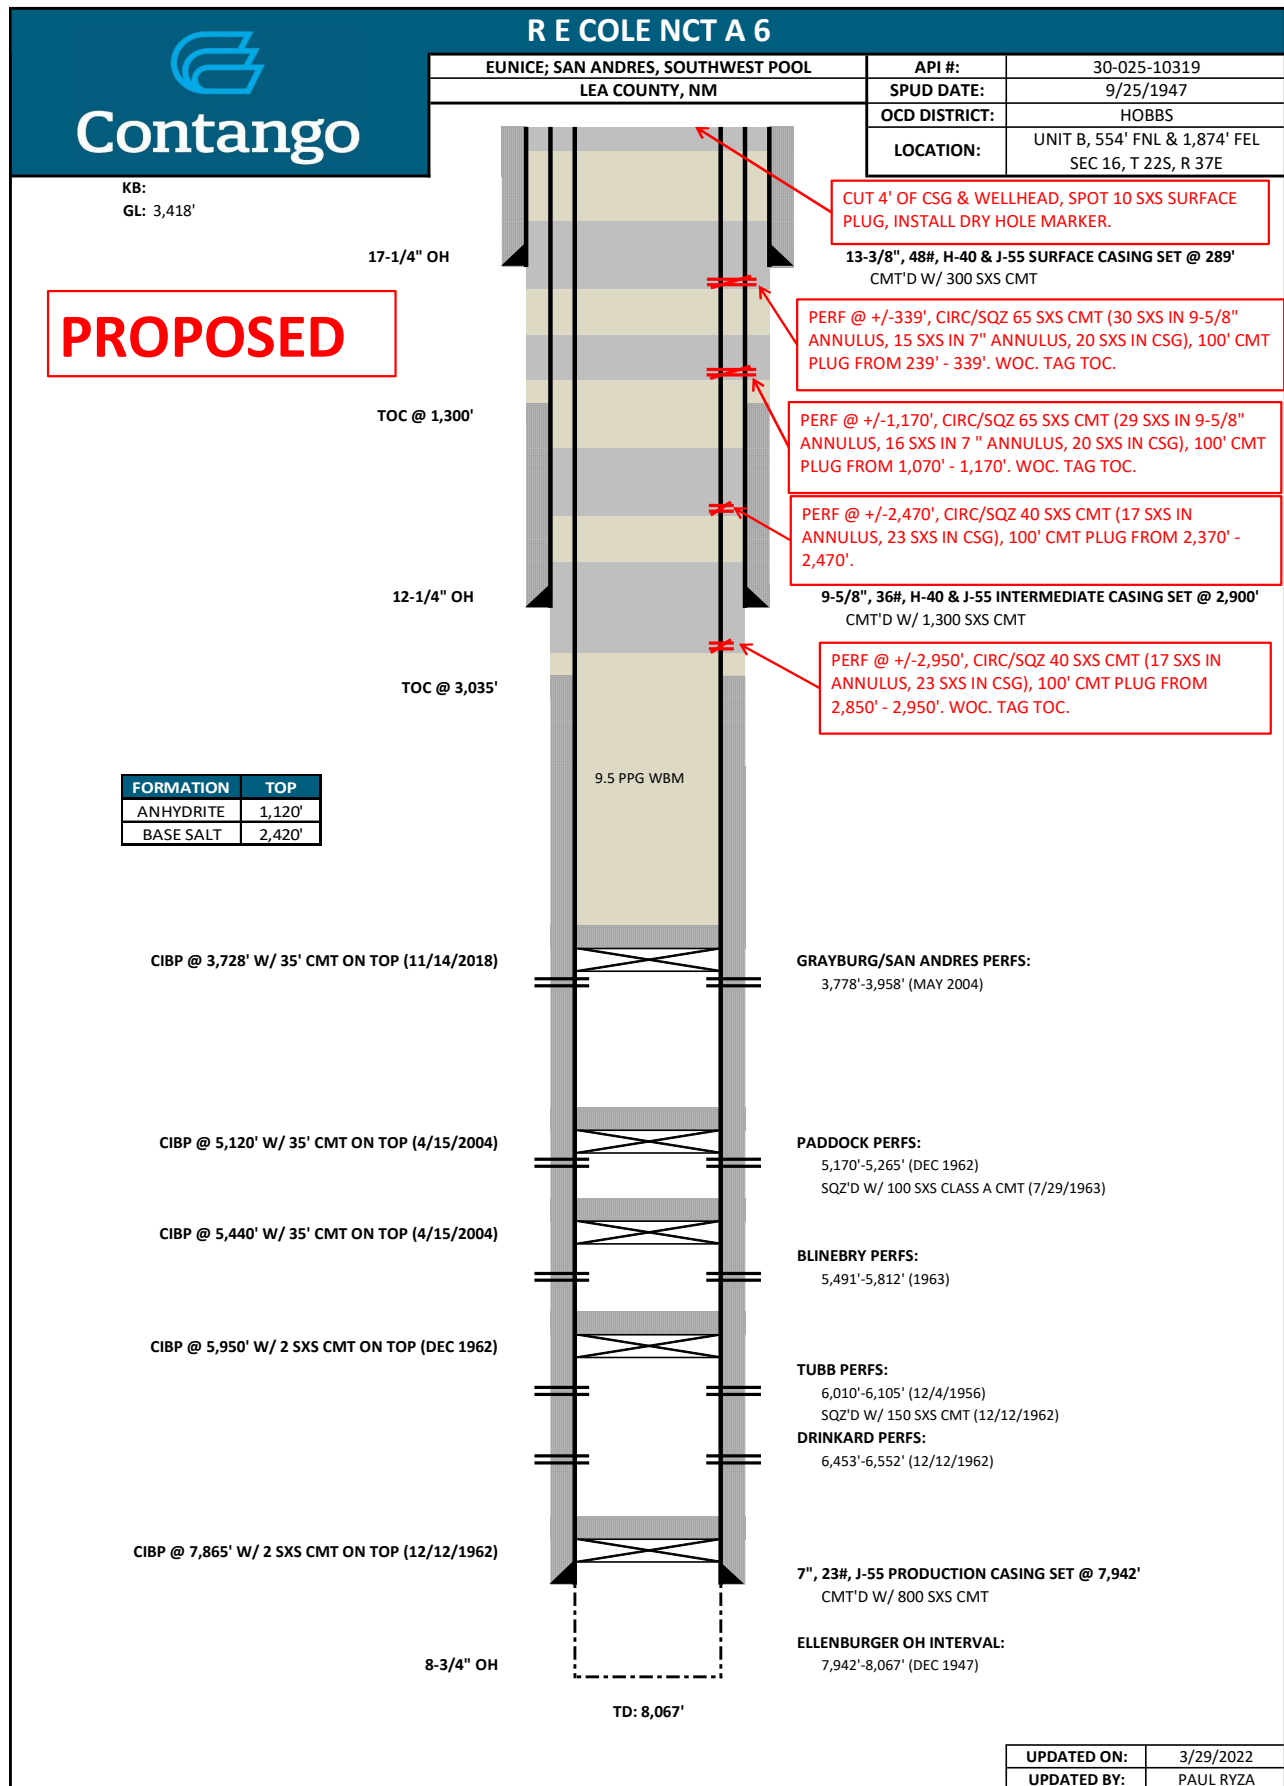 R E COLE NCT A 6
Contango
EUNICE; SAN ANDRES, SOUTHWEST POOL
LEA COUNTY, NM
API #: 30-025-10319
SPUD DATE: 9/25/1947
OCD DISTRICT: HOBBS
LOCATION: UNIT B, 554' FNL & 1,874' FEL
SEC 16, T 22S, R 37E
KB:
GL: 3,418'
CUT 4' OF CSG & WELLHEAD, SPOT 10 SXS SURFACE
PLUG, INSTALL DRY HOLE MARKER.
17-1/4" OH
13-3/8", 48#, H-40 & J-55 SURFACE CASING SET @ 289'
CMT'D W/ 300 SXS CMT
PROPOSED
PERF @ +/-339', CIRC/SQZ 65 SXS CMT (30 SXS IN 9-5/8"
ANNULUS, 15 SXS IN 7" ANNULUS, 20 SXS IN CSG), 100' CMT
PLUG FROM 239' - 339'. WOC. TAG TOC.
TOC @ 1,300'
PERF @ +/-1,170', CIRC/SQZ 65 SXS CMT (29 SXS IN 9-5/8"
ANNULUS, 16 SXS IN 7 " ANNULUS, 20 SXS IN CSG), 100' CMT
PLUG FROM 1,070' - 1,170'. WOC. TAG TOC.
PERF @ +/-2,470', CIRC/SQZ 40 SXS CMT (17 SXS IN
ANNULUS, 23 SXS IN CSG), 100' CMT PLUG FROM 2,370' -
2,470'.
12-1/4" OH
9-5/8", 36#, H-40 & J-55 INTERMEDIATE CASING SET @ 2,900'
CMT'D W/ 1,300 SXS CMT
PERF @ +/-2,950', CIRC/SQZ 40 SXS CMT (17 SXS IN
ANNULUS, 23 SXS IN CSG), 100' CMT PLUG FROM
2,850' - 2,950'. WOC. TAG TOC.
TOC @ 3,035'
9.5 PPG WBM
FORMATION TOP
ANHYDRITE 1,120'
BASE SALT 2,420'
CIBP @ 3,728' W/ 35' CMT ON TOP (11/14/2018)
GRAYBURG/SAN ANDRES PERFS:
3,778'-3,958' (MAY 2004)
CIBP @ 5,120' W/ 35' CMT ON TOP (4/15/2004)
PADDOCK PERFS:
5,170'-5,265' (DEC 1962)
SQZ'D W/ 100 SXS CLASS A CMT (7/29/1963)
CIBP @ 5,440' W/ 35' CMT ON TOP (4/15/2004)
BLINEBRY PERFS:
5,491'-5,812' (1963)
CIBP @ 5,950' W/ 2 SXS CMT ON TOP (DEC 1962)
TUBB PERFS:
6,010'-6,105' (12/4/1956)
SQZ'D W/ 150 SXS CMT (12/12/1962)
DRINKARD PERFS:
6,453'-6,552' (12/12/1962)
CIBP @ 7,865' W/ 2 SXS CMT ON TOP (12/12/1962)
7", 23#, J-55 PRODUCTION CASING SET @ 7,942'
CMT'D W/ 800 SXS CMT
ELLENBURGER OH INTERVAL:
7,942'-8,067' (DEC 1947)
8-3/4" OH
TD: 8,067'
UPDATED ON: 3/29/2022
UPDATED BY: PAUL RYZA